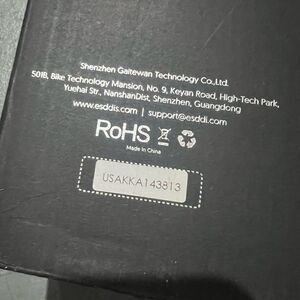 Shenzhen Gaitewan Technology Co.,Ltd.
501B, Bike Technology Mansion, No. 9, Keyan Road, High-Tech Park,
Yuehai Str., NanshanDist, Shenzhen, Guangdong
www.esddis.com | support@esddi.com
RoHS
Made In China
USAKKA143813